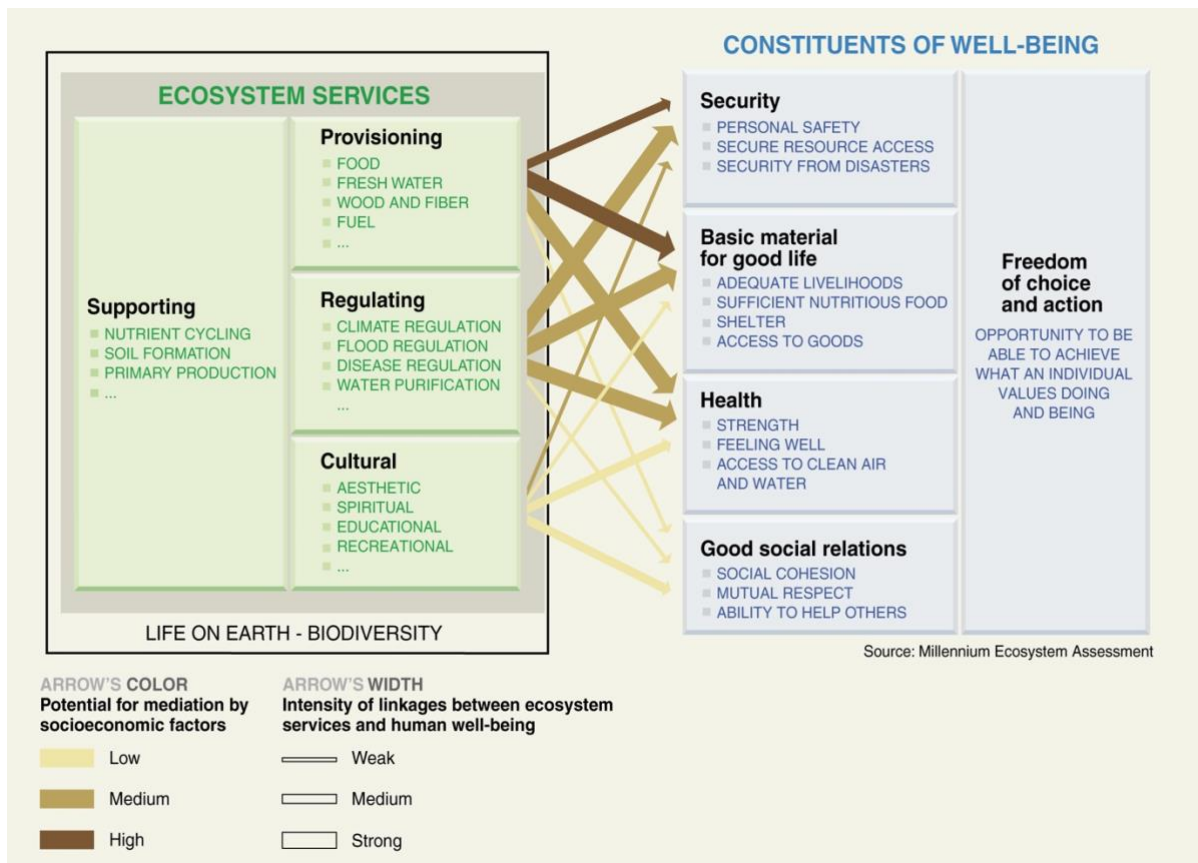 CONSTITUENTS OF WELL-BEING
ECOSYSTEM SERVICES
Supporting
NUTRIENT CYCLING
SOIL FORMATION
PRIMARY PRODUCTION
...
Provisioning
FOOD
FRESH WATER
WOOD AND FIBER
FUEL
...
Regulating
CLIMATE REGULATION
FLOOD REGULATION
DISEASE REGULATION
WATER PURIFICATION
...
Cultural
AESTHETIC
SPIRITUAL
EDUCATIONAL
RECREATIONAL
...
LIFE ON EARTH - BIODIVERSITY
Security
PERSONAL SAFETY
SECURE RESOURCE ACCESS
SECURITY FROM DISASTERS
Basic material
for good life
ADEQUATE LIVELIHOODS
SUFFICIENT NUTRITIOUS FOOD
SHELTER
ACCESS TO GOODS
Health
STRENGTH
FEELING WELL
ACCESS TO CLEAN AIR
AND WATER
Good social relations
SOCIAL COHESION
MUTUAL RESPECT
ABILITY TO HELP OTHERS
Freedom
of choice
and action
OPPORTUNITY TO BE
ABLE TO ACHIEVE
WHAT AN INDIVIDUAL
VALUES DOING
AND BEING
Source: Millennium Ecosystem Assessment
ARROW'S COLOR
Potential for mediation by
socioeconomic factors
Low
Medium
High
ARROW'S WIDTH
Intensity of linkages between ecosystem
services and human well-being
Weak
Medium
Strong